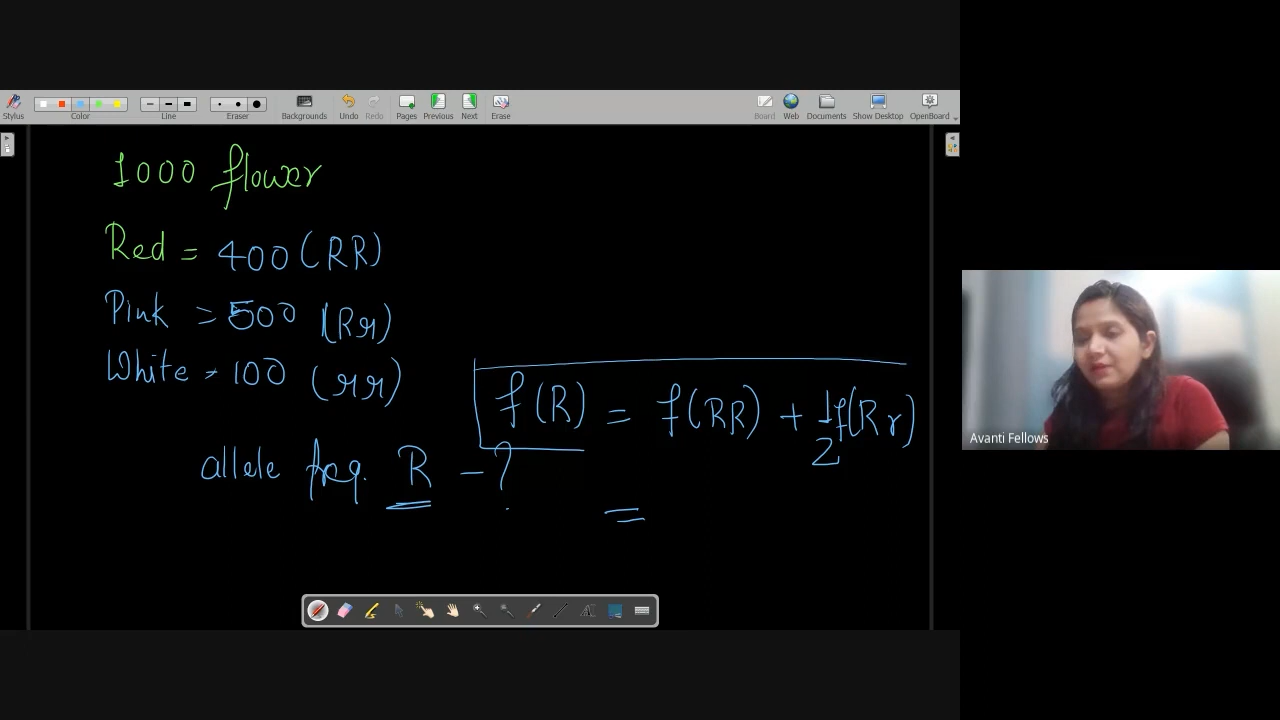 Stylus
Color
Line
Eraser
Backgrounds
Undo
Redo
Pages
Previous
Next
Erase
Board
Web
Documents
Show Desktop
OpenBoard
1000 flower
Red = 400 (RR)
Pink = 500 (Rr)
White = 100 (rr)
f(R) = f(RR) + 1/2 f(Rr)
allele freq. R - ?
=
Avanti Fellows